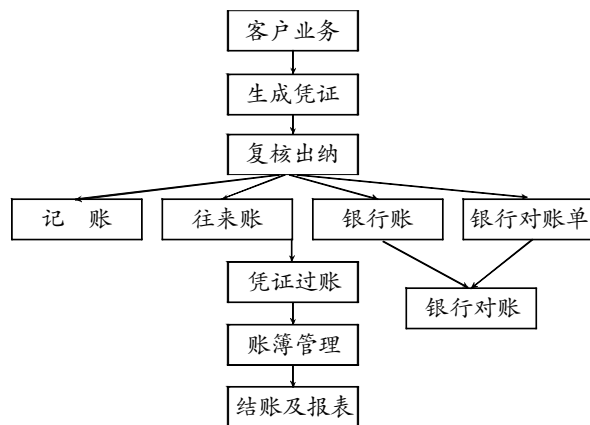 客户业务
生成凭证
复核出纳
记 账
往来账
银行账
银行对账单
凭证过账
银行对账
账簿管理
结账及报表